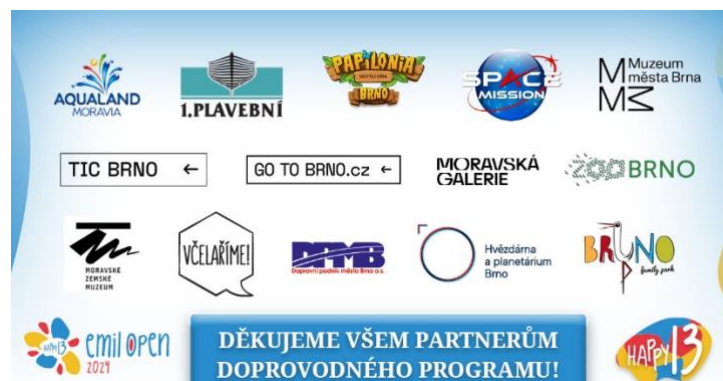 AQUALAND
MORAVIA
1.PLAVEBNÍ
PAPILONIA
BRNO
SPACE
MISSION
Muzeum
města Brna
TIC BRNO ←
GO TO BRNO.cz ←
MORAVSKÁ
GALERIE
ZOO BRNO
MORAVSKÉ
ZEMSKÉ
MUZEUM
VČELAŘÍME!
DPMB
Dopravní podnik města Brna a.s.
Hvězdárna
a planetárium
Brno
BRUNO
family park
HAPPY 13
emil open
2024
DĚKUJEME VŠEM PARTNERŮM
DOPROVODNÉHO PROGRAMU!
HAPPY 13